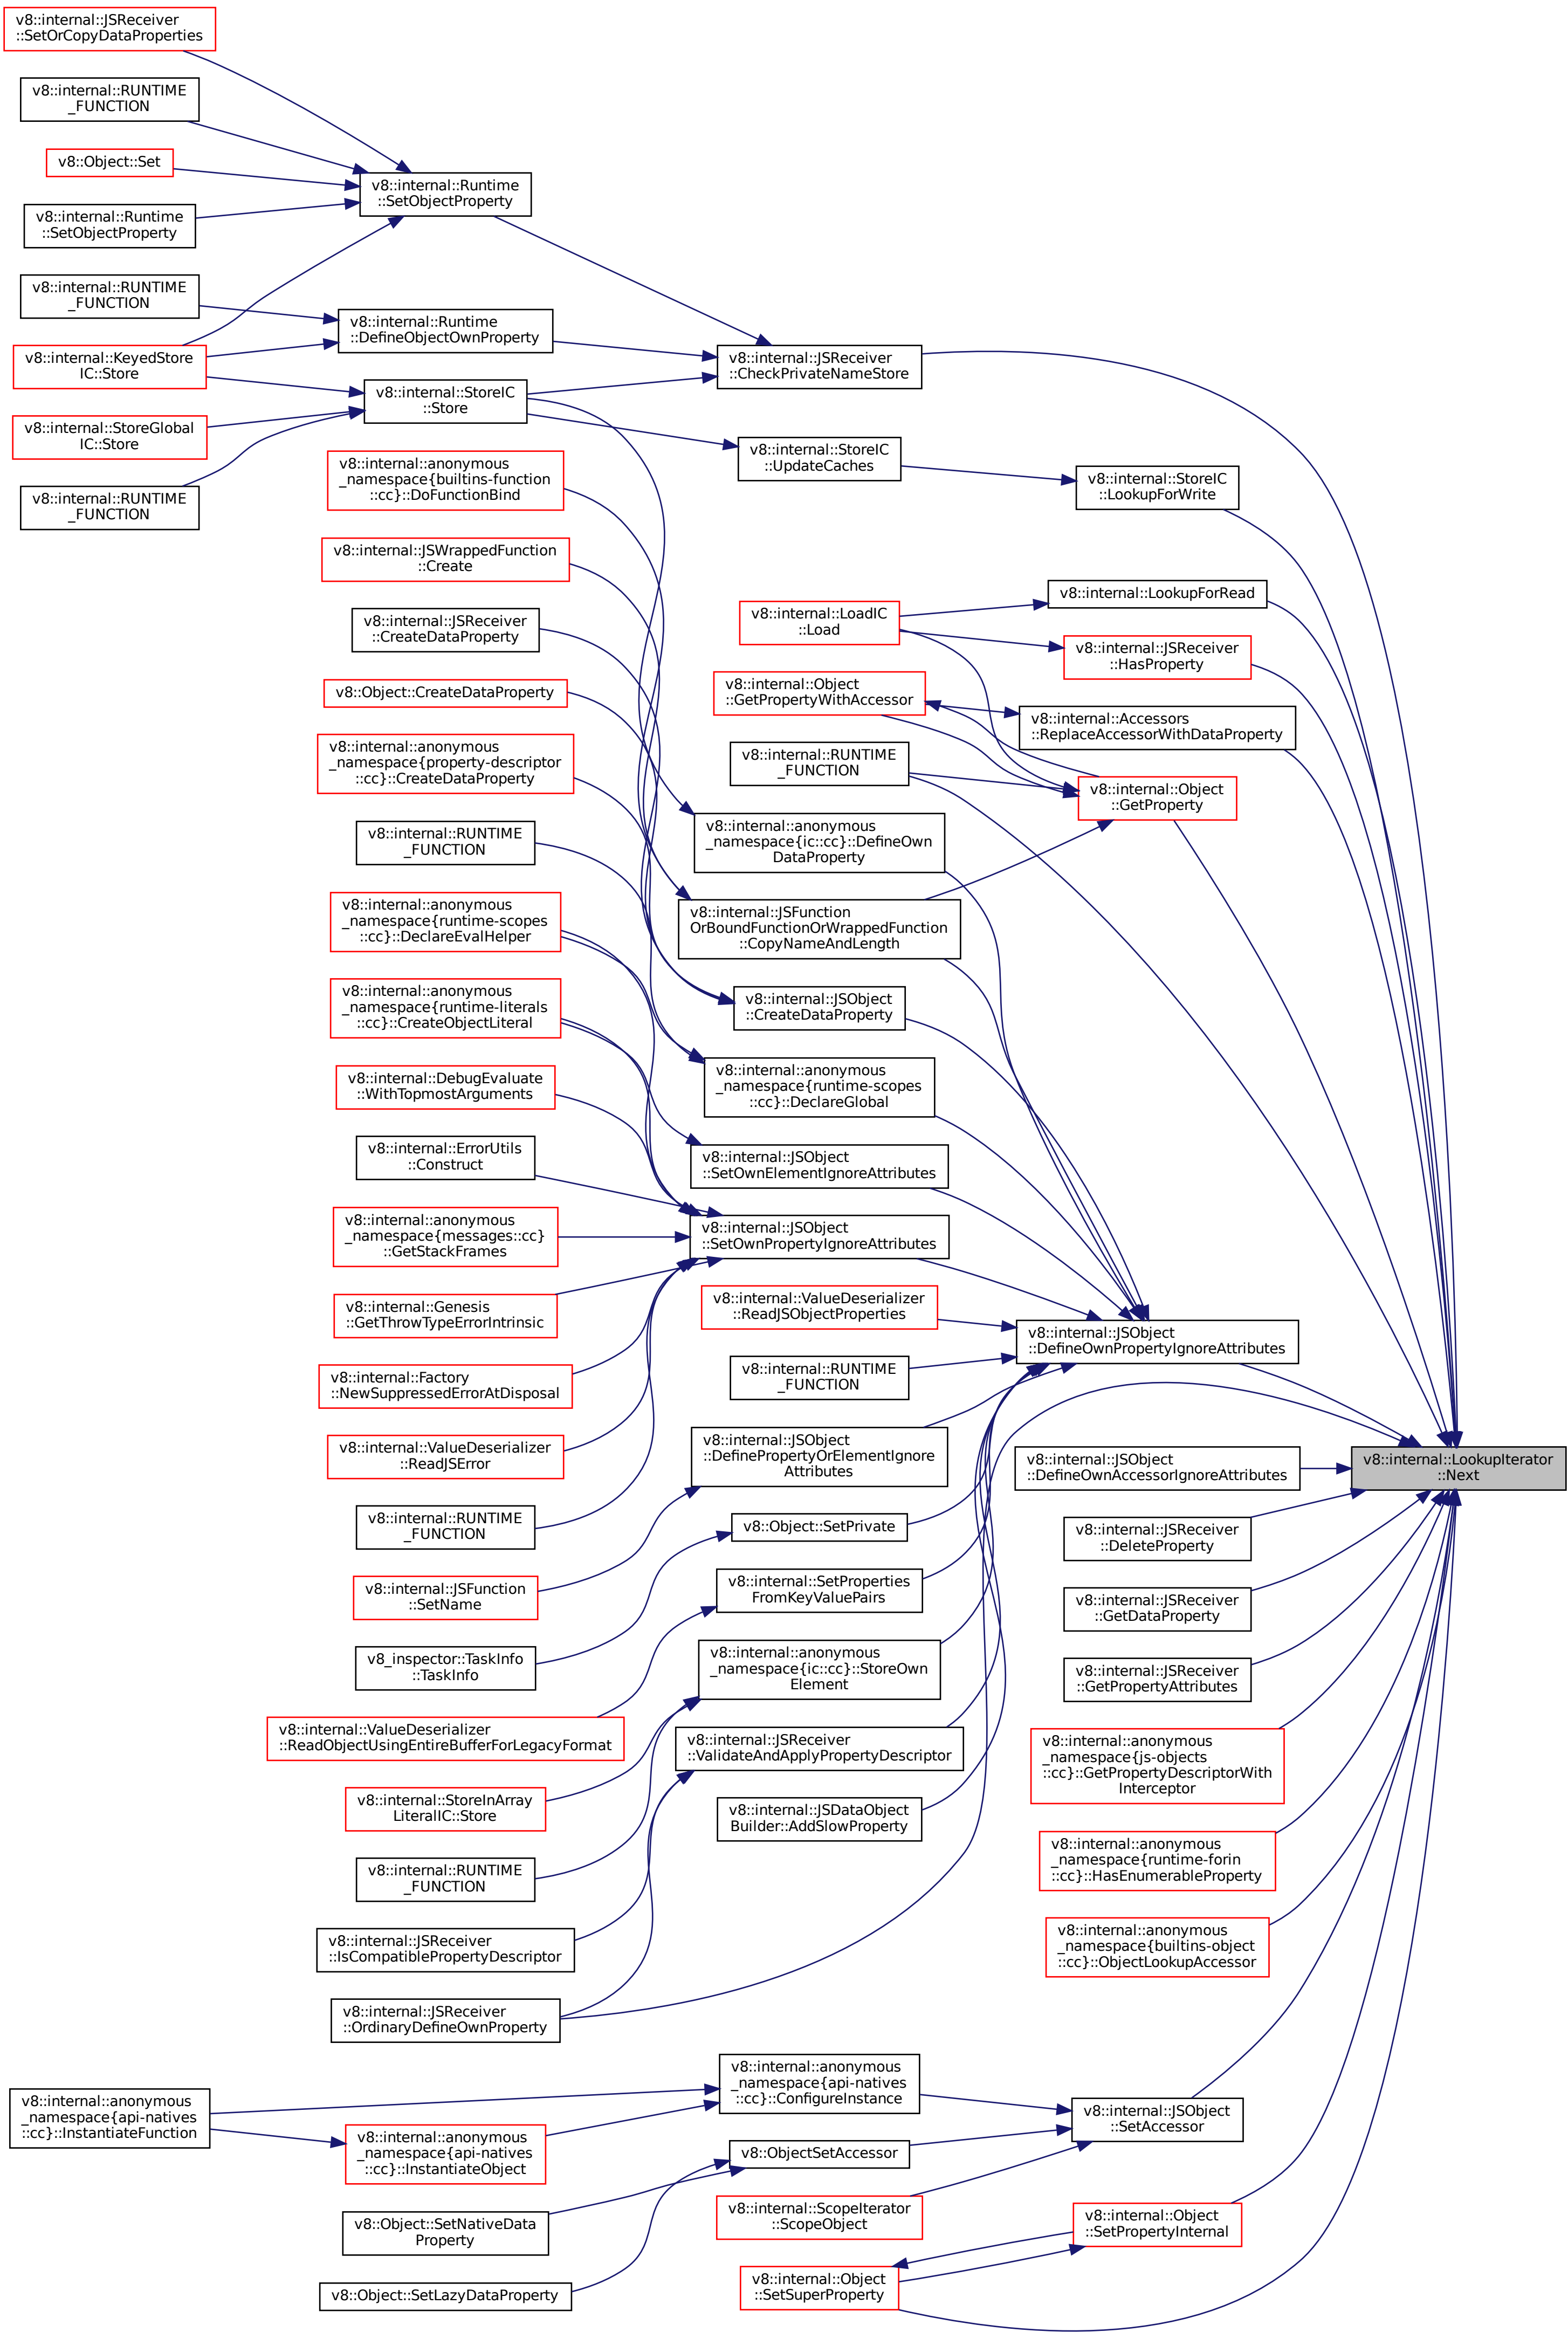 v8::internal::JSReceiver
::SetOrCopyDataProperties
v8::internal::RUNTIME
_FUNCTION
v8::Object::Set
v8::internal::Runtime
::SetObjectProperty
v8::internal::RUNTIME
_FUNCTION
v8::internal::KeyedStore
IC::Store
v8::internal::StoreGlobal
IC::Store
v8::internal::RUNTIME
_FUNCTION
v8::internal::anonymous
_namespace{api-natives
::cc}::InstantiateFunction
v8::internal::Runtime
::SetObjectProperty
v8::internal::Runtime
::DefineObjectOwnProperty
v8::internal::StoreIC
::Store
v8::internal::anonymous
_namespace{builtins-function
::cc}::DoFunctionBind
v8::internal::JSWrappedFunction
::Create
v8::internal::JSReceiver
::CreateDataProperty
v8::Object::CreateDataProperty
v8::internal::anonymous
_namespace{property-descriptor
::cc}::CreateDataProperty
v8::internal::RUNTIME
_FUNCTION
v8::internal::anonymous
_namespace{runtime-scopes
::cc}::DeclareEvalHelper
v8::internal::anonymous
_namespace{runtime-literals
::cc}::CreateObjectLiteral
v8::internal::DebugEvaluate
::WithTopmostArguments
v8::internal::ErrorUtils
::Construct
v8::internal::anonymous
_namespace{messages::cc}
::GetStackFrames
v8::internal::Genesis
::GetThrowTypeErrorIntrinsic
v8::internal::Factory
::NewSuppressedErrorAtDisposal
v8::internal::ValueDeserializer
::ReadJSError
v8::internal::RUNTIME
_FUNCTION
v8::internal::JSFunction
::SetName
v8_inspector::TaskInfo
::TaskInfo
v8::internal::ValueDeserializer
::ReadObjectUsingEntireBufferForLegacyFormat
v8::internal::StoreInArray
LiteralIC::Store
v8::internal::RUNTIME
_FUNCTION
v8::internal::JSReceiver
::IsCompatiblePropertyDescriptor
v8::internal::JSReceiver
::OrdinaryDefineOwnProperty
v8::internal::anonymous
_namespace{api-natives
::cc}::InstantiateObject
v8::Object::SetNativeData
Property
v8::Object::SetLazyDataProperty
v8::internal::JSReceiver
::CheckPrivateNameStore
v8::internal::StoreIC
::UpdateCaches
v8::internal::LoadIC
::Load
v8::internal::Object
::GetPropertyWithAccessor
v8::internal::RUNTIME
_FUNCTION
v8::internal::anonymous
_namespace{ic::cc}::DefineOwn
DataProperty
v8::internal::JSFunction
OrBoundFunctionOrWrappedFunction
::CopyNameAndLength
v8::internal::JSObject
::CreateDataProperty
v8::internal::anonymous
_namespace{runtime-scopes
::cc}::DeclareGlobal
v8::internal::JSObject
::SetOwnElementIgnoreAttributes
v8::internal::JSObject
::SetOwnPropertyIgnoreAttributes
v8::internal::ValueDeserializer
::ReadJSObjectProperties
v8::internal::RUNTIME
_FUNCTION
v8::internal::JSObject
::DefinePropertyOrElementIgnore
Attributes
v8::Object::SetPrivate
v8::internal::SetProperties
FromKeyValuePairs
v8::internal::anonymous
_namespace{ic::cc}::StoreOwn
Element
v8::internal::JSReceiver
::ValidateAndApplyPropertyDescriptor
v8::internal::JSDataObject
Builder::AddSlowProperty
v8::internal::anonymous
_namespace{api-natives
::cc}::ConfigureInstance
v8::ObjectSetAccessor
v8::internal::ScopeIterator
::ScopeObject
v8::internal::Object
::SetSuperProperty
v8::internal::StoreIC
::LookupForWrite
v8::internal::LookupForRead
v8::internal::JSReceiver
::HasProperty
v8::internal::Accessors
::ReplaceAccessorWithDataProperty
v8::internal::Object
::GetProperty
v8::internal::JSObject
::DefineOwnPropertyIgnoreAttributes
v8::internal::JSObject
::DefineOwnAccessorIgnoreAttributes
v8::internal::JSReceiver
::DeleteProperty
v8::internal::JSReceiver
::GetDataProperty
v8::internal::JSReceiver
::GetPropertyAttributes
v8::internal::anonymous
_namespace{js-objects
::cc}::GetPropertyDescriptorWith
Interceptor
v8::internal::anonymous
_namespace{runtime-forin
::cc}::HasEnumerableProperty
v8::internal::anonymous
_namespace{builtins-object
::cc}::ObjectLookupAccessor
v8::internal::JSObject
::SetAccessor
v8::internal::Object
::SetPropertyInternal
v8::internal::LookupIterator
::Next